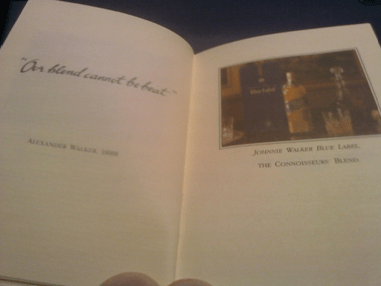 "Our blend cannot be beat"
ALEXANDER WALKER
JOHNNIE WALKER BLUE LABEL,
THE CONNOISSEURS' BLEND.